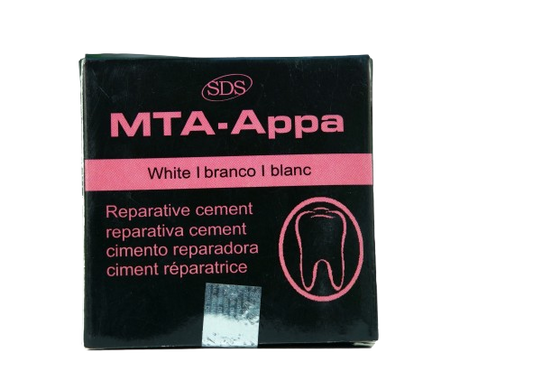 SDS
MTA-Appa
White I branco I blanc
Reparative cement
reparativa cement
cimento reparadora
ciment réparatrice